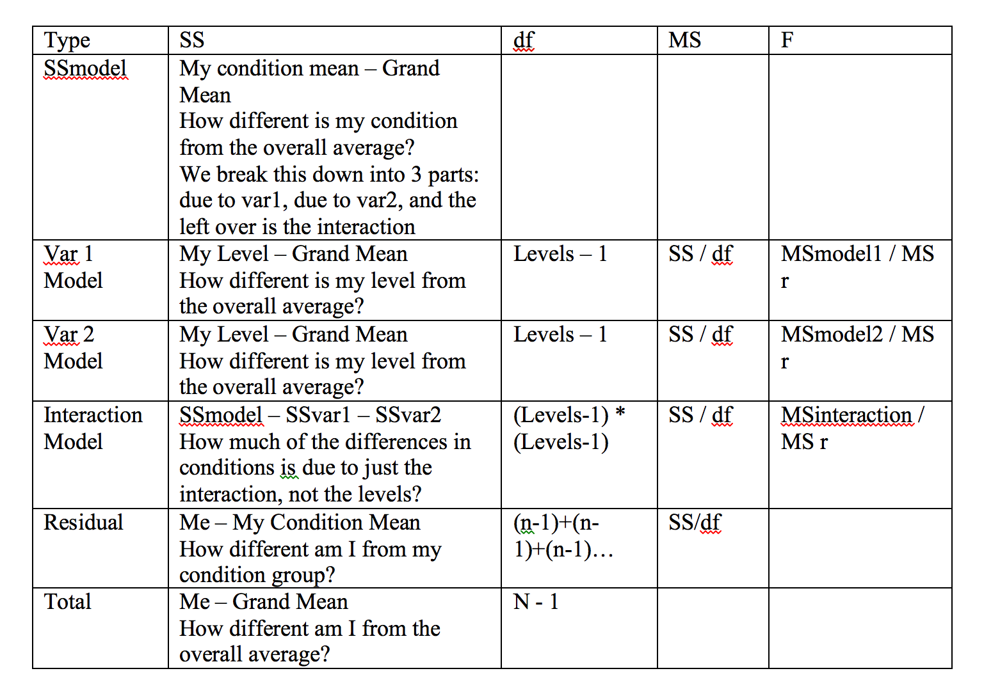 Type SS df MS F
SSmodel My condition mean – Grand
Mean
How different is my condition
from the overall average?
We break this down into 3 parts:
due to var1, due to var2, and the
left over is the interaction
Var 1 My Level – Grand Mean Levels – 1 SS / df MSmodel1 / MS
Model How different is my level from r
the overall average?
Var 2 My Level – Grand Mean Levels – 1 SS / df MSmodel2 / MS
Model How different is my level from r
the overall average?
Interaction SSmodel – SSvar1 – SSvar2 (Levels-1) * SS / df MSinteraction /
Model How much of the differences in (Levels-1) MS r
conditions is due to just the
interaction, not the levels?
Residual Me – My Condition Mean (n-1)+(n- SS/df
How different am I from my 1)+(n-1)…
condition group?
Total Me – Grand Mean N - 1
How different am I from the
overall average?